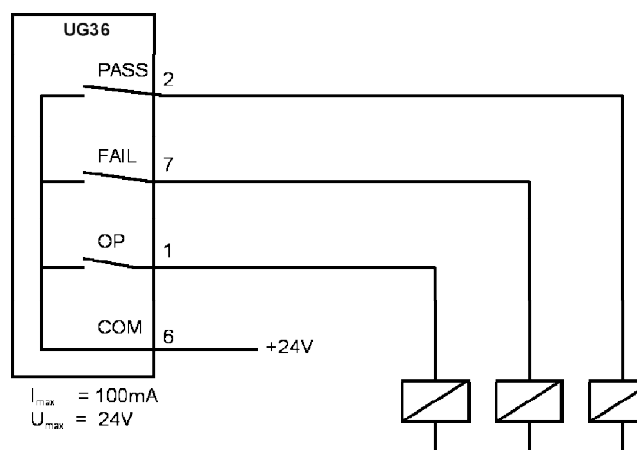 UG36
PASS 2
FAIL 7
OP 1
COM 6
+24V
Imax = 100mA
Umax = 24V